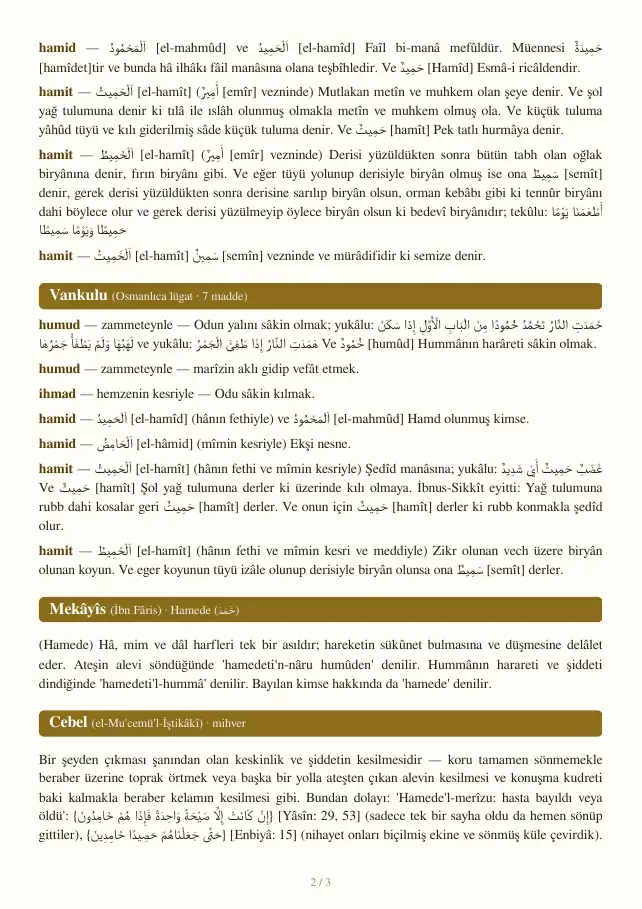 hamid — اَلْمَحْمُودُ [el-mahmûd] ve اَلْحَمِيدُ [el-hamîd] Faîl bi-manâ mefûldür. Müennesi حَمِيدَةٌ
[hamîdet]tir ve bunda hâ ilhâkı fâil manâsına olana teşbîhledir. Ve حَمِيدٌ [Hamîd] Esmâ-i ricâldendir.
hamit — اَلْحَمِيتُ [el-hamît] (أَمِيرٌ [emîr] vezninde) Mutlakan metîn ve muhkem olan şeye denir. Ve şol
yağ tulumuna denir ki tılâ ile ıslâh olunmuş olmakla metîn ve muhkem olmuş ola. Ve küçük tuluma
yâhûd tüyü ve kılı giderilmiş sâde küçük tuluma denir. Ve حَمِيتٌ [hamît] Pek tatlı hurmâya denir.
hamit — اَلْخَمِيطُ [el-hamît] (أَمِيرٌ [emîr] vezninde) Derisi yüzüldükten sonra bütün tabh olan oğlak
biryânına denir, fırın biryânı gibi. Ve eğer tüyü yolunup derisiyle biryân olmuş ise ona سَمِيطٌ [semît]
denir, gerek derisi yüzüldükten sonra derisine sarılıp biryân olsun, orman kebâbı gibi ki tennûr biryânı
dahi böylece olur ve gerek derisi yüzülmeyip öylece biryân olsun ki bedevî biryânıdır; tekûlu: أَطْعَمَنَا يَوْمًا
خَمِيطًا وَيَوْمًا سَمِيطًا
hamit — اَلْخَمِيتُ [el-hamît] سَمِينٌ [semîn] vezninde ve mürâdifidir ki semize denir.
Vankulu (Osmanlıca lügat · 7 madde)
humud — zammeteynle — Odun yalını sâkin olmak; yukâlu: خَمَدَتِ النَّارُ تَخْمُدُ خُمُودًا مِنَ الْبَابِ الْأَوَّلِ إِذَا سَكَنَ
لَهَبُهَا وَلَمْ يَطْفَأْ جَمْرُهَا ve yukâlu: هَمَدَتِ النَّارُ إِذَا طَفِئَ الْجَمْرُ Ve خُمُودٌ [humûd] Hummânın harâreti sâkin olmak.
humud — zammeteynle — marîzin aklı gidip vefât etmek.
ihmad — hemzenin kesriyle — Odu sâkin kılmak.
hamid — اَلْحَمِيدُ [el-hamîd] (hânın fethiyle) ve اَلْمَحْمُودُ [el-mahmûd] Hamd olunmuş kimse.
hamid — اَلْحَامِضُ [el-hâmid] (mîmin kesriyle) Ekşi nesne.
hamit — اَلْحَمِيتُ [el-hamît] (hânın fethi ve mîmin kesriyle) Şedîd manâsına; yukâlu: غَضَبٌ حَمِيتٌ أَيْ شَدِيدٌ
Ve حَمِيتٌ [hamît] Şol yağ tulumuna derler ki üzerinde kılı olmaya. İbnus-Sikkît eyitti: Yağ tulumuna
rubb dahi kosalar geri حَمِيتٌ [hamît] derler. Ve onun için حَمِيتٌ [hamît] derler ki rubb konmakla şedîd
olur.
hamit — اَلْخَمِيطُ [el-hamît] (hânın fethi ve mîmin kesri ve meddiyle) Zikr olunan vech üzere biryân
olunan koyun. Ve eger koyunun tüyü izâle olunup derisiyle biryân olunsa ona سَمِيطٌ [semît] derler.
Mekâyîs (İbn Fâris) · Hamede (خَمَدَ)
(Hamede) Hâ, mim ve dâl harfleri tek bir asıldır; hareketin sükûnet bulmasına ve düşmesine delâlet
eder. Ateşin alevi söndüğünde 'hamedeti'n-nâru humûden' denilir. Hummânın harareti ve şiddeti
dindiğinde 'hamedeti'l-hummâ' denilir. Bayılan kimse hakkında da 'hamede' denilir.
Cebel (el-Mu'cemü'l-İştikâkî) · mihver
Bir şeyden çıkması şanından olan keskinlik ve şiddetin kesilmesidir — koru tamamen sönmemekle
beraber üzerine toprak örtmek veya başka bir yolla ateşten çıkan alevin kesilmesi ve konuşma kudreti
baki kalmakla beraber kelamın kesilmesi gibi. Bundan dolayı: 'Hamede'l-merîzu: hasta bayıldı veya
öldü': {إِنْ كَانَتْ إِلَّا صَيْحَةً وَاحِدَةً فَإِذَا هُمْ خَامِدُونَ} [Yâsîn: 29, 53] (sadece tek bir sayha oldu da hemen sönüp
gittiler), {حَتَّى جَعَلْنَاهُمْ حَصِيدًا خَامِدِينَ} [Enbiyâ: 15] (nihayet onları biçilmiş ekine ve sönmüş küle çevirdik).
2 / 3